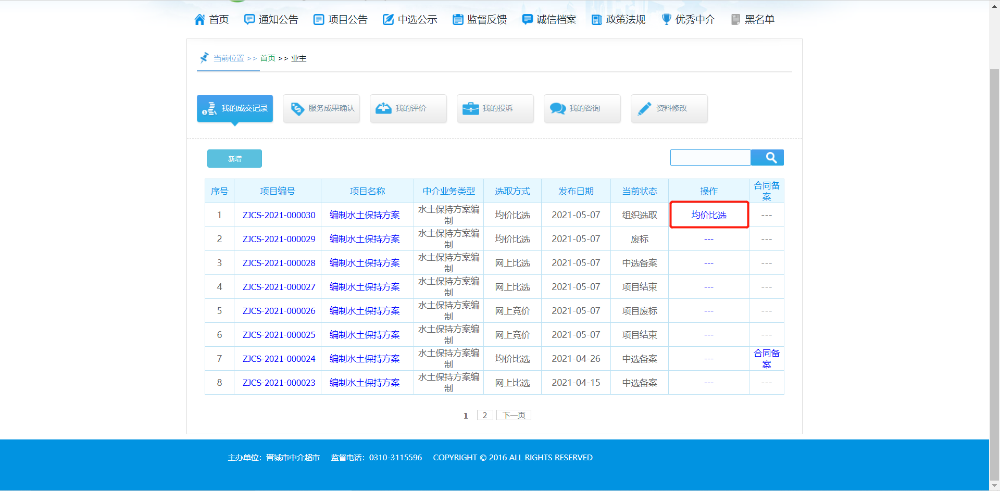 首页 通知公告 项目公告 中选公示 监督反馈 诚信档案 政策法规 优秀中介 黑名单
当前位置 >> 首页 >> 业主
我的成交记录 服务成果确认 我的评价 我的投诉 我的咨询 资料修改
新增
序号 项目编号 项目名称 中介业务类型 选取方式 发布日期 当前状态 操作 合同备案
1 ZJCS-2021-000030 编制水土保持方案 水土保持方案编制 均价比选 2021-05-07 组织选取 均价比选 ---
2 ZJCS-2021-000029 编制水土保持方案 水土保持方案编制 均价比选 2021-05-07 废标 --- ---
3 ZJCS-2021-000028 编制水土保持方案 水土保持方案编制 网上比选 2021-05-07 中选备案 --- ---
4 ZJCS-2021-000027 编制水土保持方案 水土保持方案编制 网上比选 2021-05-07 项目结束 --- ---
5 ZJCS-2021-000026 编制水土保持方案 水土保持方案编制 网上竞价 2021-05-07 项目废标 --- ---
6 ZJCS-2021-000025 编制水土保持方案 水土保持方案编制 网上竞价 2021-05-07 项目结束 --- ---
7 ZJCS-2021-000024 编制水土保持方案 水土保持方案编制 均价比选 2021-04-26 中选备案 --- 合同备案
8 ZJCS-2021-000023 编制水土保持方案 水土保持方案编制 网上比选 2021-04-15 中选备案 --- ---
1 2 下一页
主办单位：晋城市中介超市 监督电话：0310-3115596 COPYRIGHT © 2016 ALL RIGHTS RESERVED